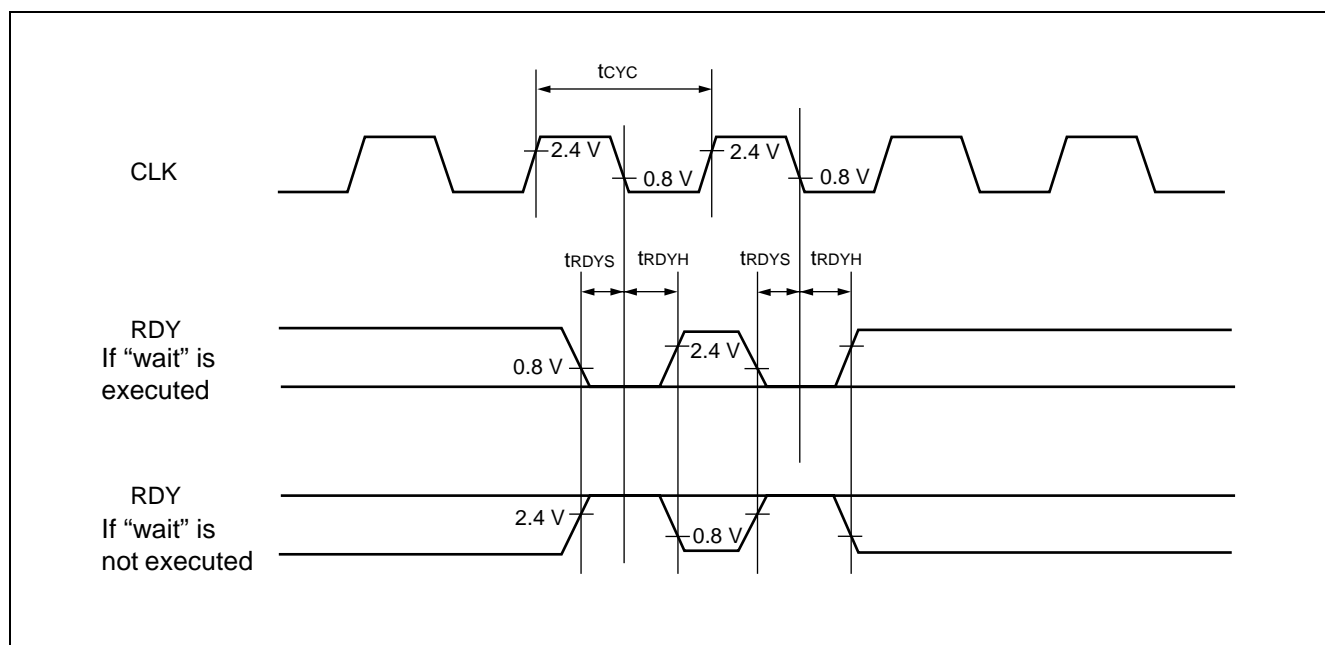 tCYC
CLK
2.4 V
0.8 V
2.4 V
0.8 V
tRDYS
tRDYH
tRDYS
tRDYH
RDY
If “wait” is
executed
0.8 V
2.4 V
RDY
If “wait” is
not executed
2.4 V
0.8 V